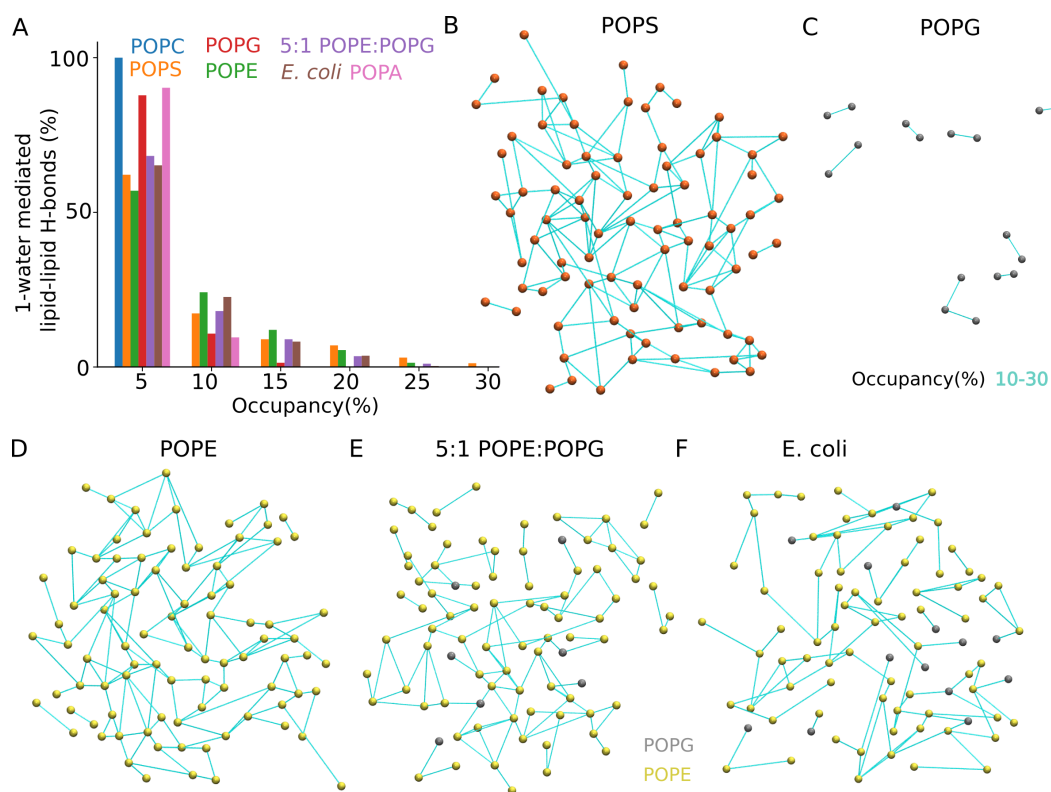 A
POPC POPG 5:1 POPE:POPG
POPS POPE E. coli POPA
1-water mediated
lipid-lipid H-bonds (%)
100
50
0
5 10 15 20 25 30
Occupancy(%)
B POPS
C POPG
Occupancy(%) 10-30
D POPE
E 5:1 POPE:POPG
F E. coli
POPG
POPE